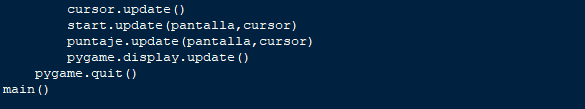 cursor.update()
start.update(pantalla,cursor)
puntaje.update(pantalla,cursor)
pygame.display.update()
pygame.quit()
main()